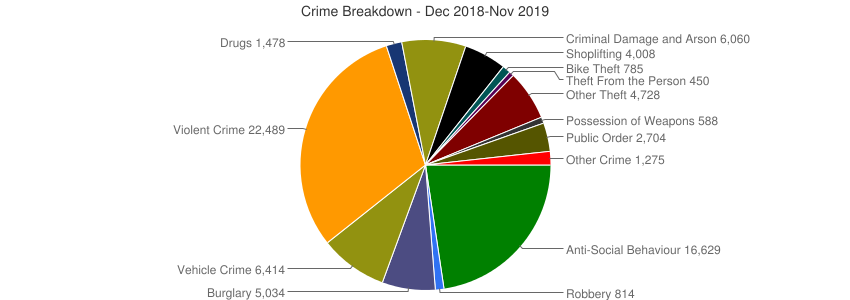 Crime Breakdown - Dec 2018-Nov 2019
Drugs 1,478
Criminal Damage and Arson 6,060
Shoplifting 4,008
Bike Theft 785
Theft From the Person 450
Other Theft 4,728
Possession of Weapons 588
Violent Crime 22,489
Public Order 2,704
Other Crime 1,275
Anti-Social Behaviour 16,629
Vehicle Crime 6,414
Burglary 5,034
Robbery 814